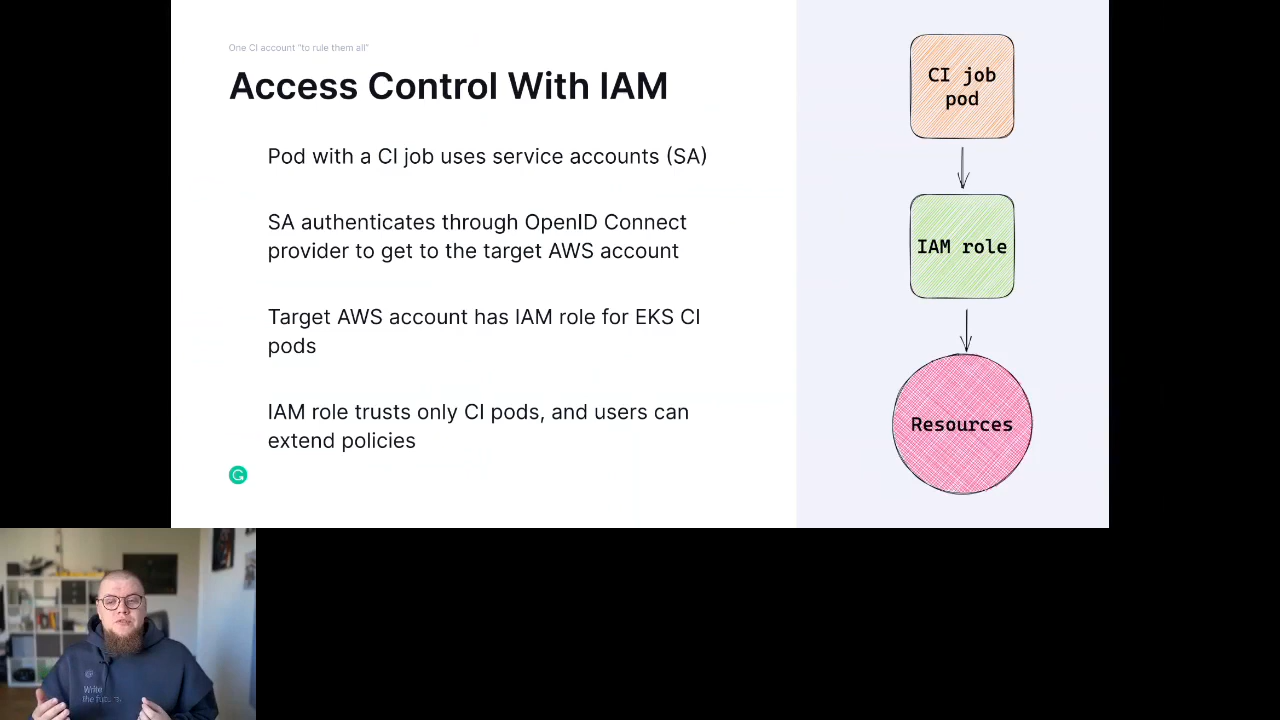 One CI account "to rule them all"
Access Control With IAM
Pod with a CI job uses service accounts (SA)
SA authenticates through OpenID Connect
provider to get to the target AWS account
Target AWS account has IAM role for EKS CI
pods
IAM role trusts only CI pods, and users can
extend policies
CI job
pod
IAM role
Resources
Write
the future.